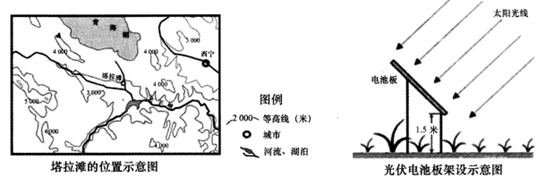 青海湖
3 000
西宁
4 000
4 000
塔拉滩
3 000
4 000
5 000
4 000
图例
2 000 等高线（米）
城市
河流、湖泊
塔拉滩的位置示意图
太阳光线
电池板
1.5 米
光伏电池板架设示意图